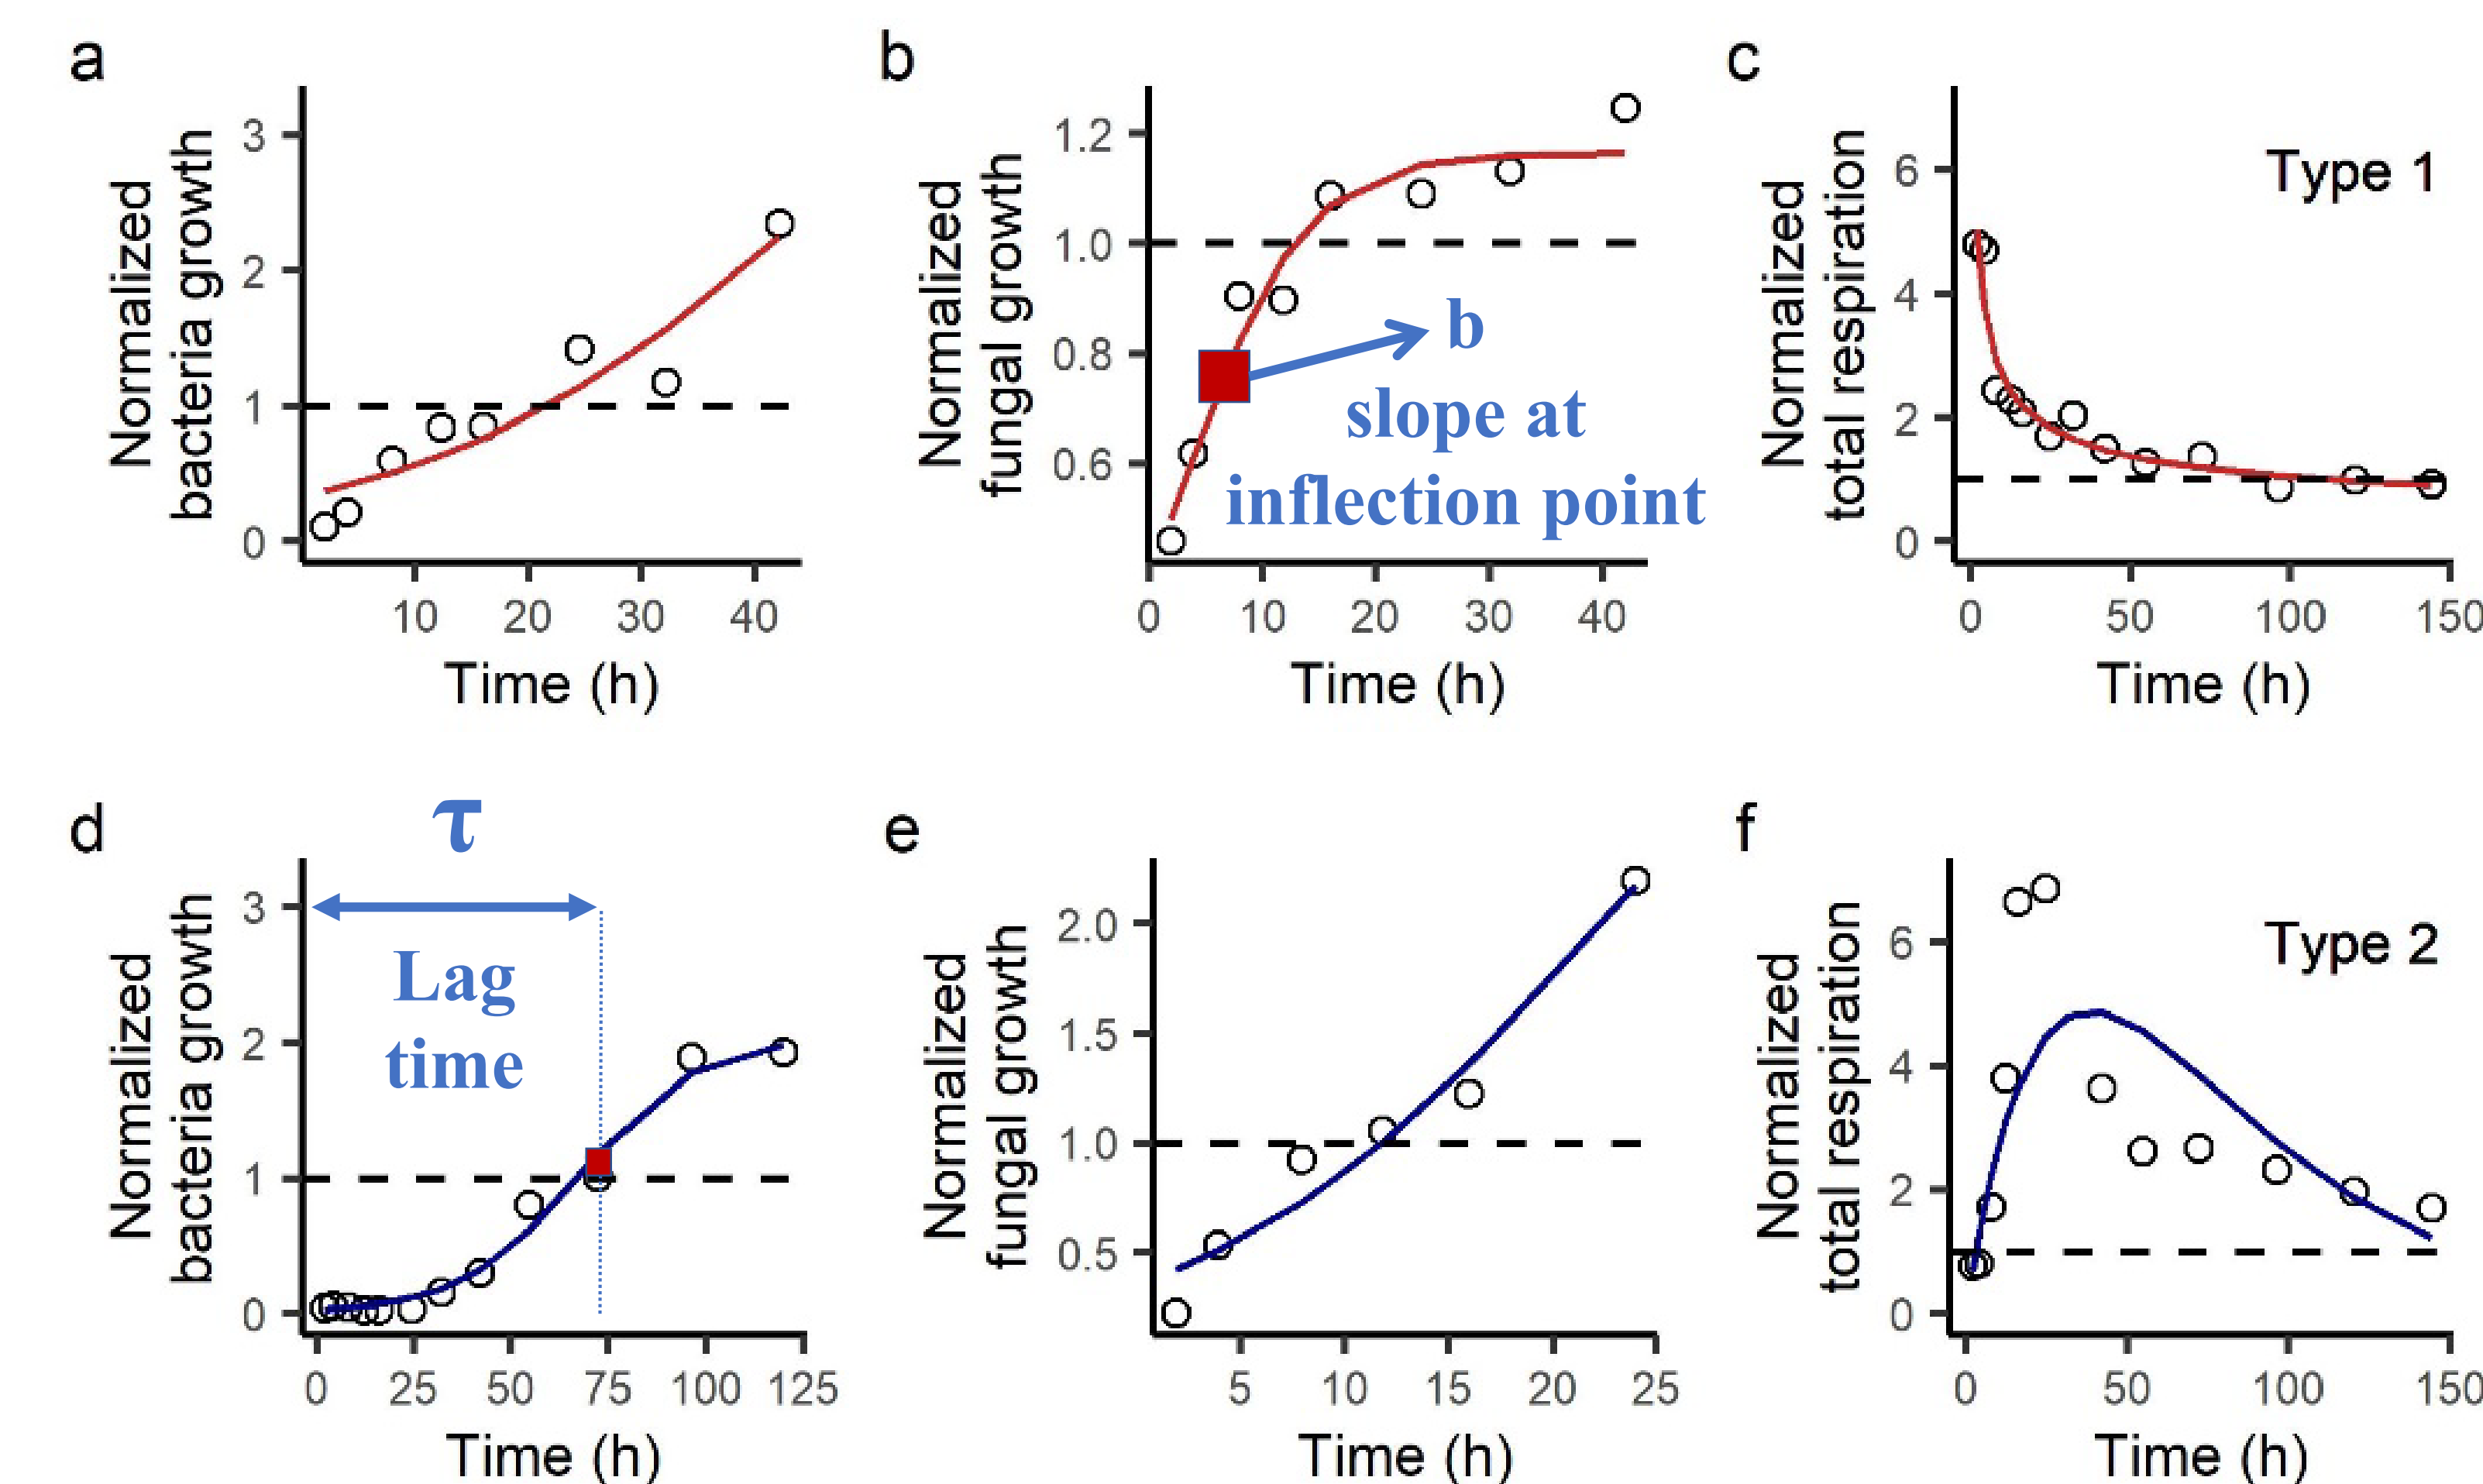 a
Normalized
bacteria growth
3
2
1
0
10 20 30 40
Time (h)
b
Normalized
fungal growth
1.2
1.0
0.8
0.6
b
slope at
inflection point
0 10 20 30 40
Time (h)
c
Normalized
total respiration
6
4
2
0
Type 1
0 50 100 150
Time (h)
d
τ
Lag
time
Normalized
bacteria growth
3
2
1
0
0 25 50 75 100 125
Time (h)
e
Normalized
fungal growth
2.0
1.5
1.0
0.5
5 10 15 20 25
Time (h)
f
Normalized
total respiration
6
4
2
0
Type 2
0 50 100 150
Time (h)